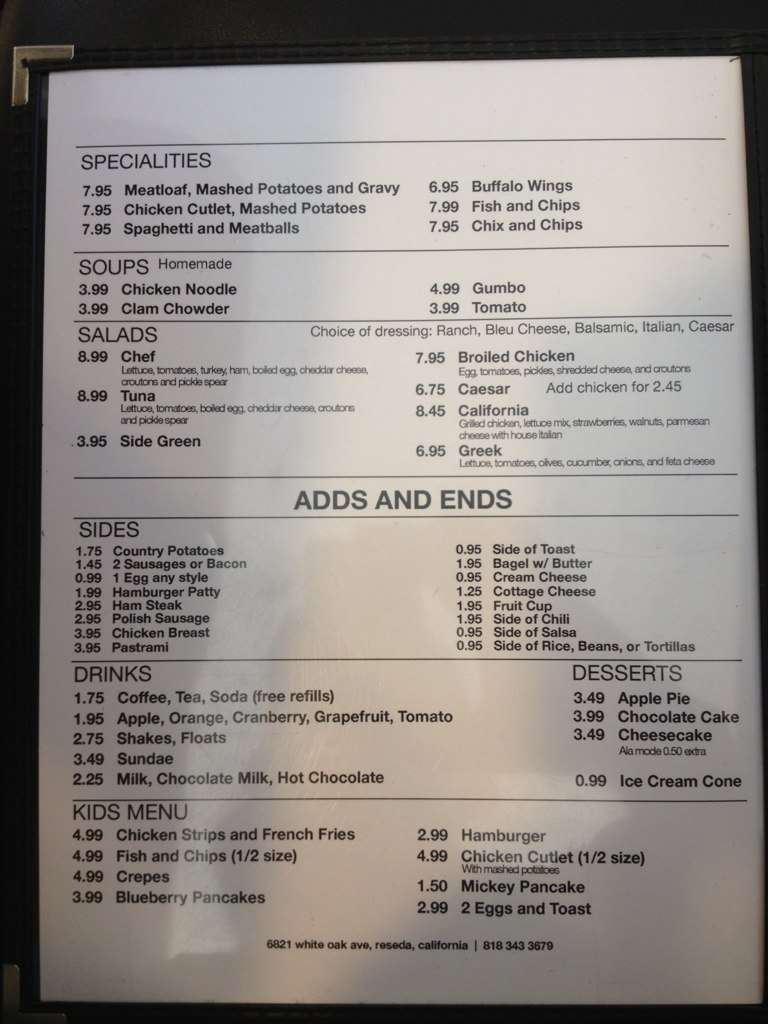 SPECIALITIES
7.95 Meatloaf, Mashed Potatoes and Gravy
7.95 Chicken Cutlet, Mashed Potatoes
7.95 Spaghetti and Meatballs
6.95 Buffalo Wings
7.99 Fish and Chips
7.95 Chix and Chips
SOUPS Homemade
3.99 Chicken Noodle
3.99 Clam Chowder
4.99 Gumbo
3.99 Tomato
SALADS
Choice of dressing: Ranch, Bleu Cheese, Balsamic, Italian, Caesar
8.99 Chef
Lettuce, tomatoes, turkey, ham, boiled egg, cheddar cheese,
croutons and pickle spear
8.99 Tuna
Lettuce, tomatoes, boiled egg, cheddar cheese, croutons
and pickle spear
3.95 Side Green
7.95 Broiled Chicken
Egg, tomatoes, pickles, shredded cheese, and croutons
6.75 Caesar Add chicken for 2.45
8.45 California
Grilled chicken, lettuce mix, strawberries, walnuts, parmesan
cheese with house italian
6.95 Greek
Lettuce, tomatoes, olives, cucumber, onions, and feta cheese
ADDS AND ENDS
SIDES
1.75 Country Potatoes
1.45 2 Sausages or Bacon
0.99 1 Egg any style
1.99 Hamburger Patty
2.95 Ham Steak
2.95 Polish Sausage
3.95 Chicken Breast
3.95 Pastrami
0.95 Side of Toast
1.95 Bagel w/ Butter
0.95 Cream Cheese
1.25 Cottage Cheese
1.95 Fruit Cup
1.95 Side of Chili
0.95 Side of Salsa
0.95 Side of Rice, Beans, or Tortillas
DRINKS
1.75 Coffee, Tea, Soda (free refills)
1.95 Apple, Orange, Cranberry, Grapefruit, Tomato
2.75 Shakes, Floats
3.49 Sundae
2.25 Milk, Chocolate Milk, Hot Chocolate
DESSERTS
3.49 Apple Pie
3.99 Chocolate Cake
3.49 Cheesecake
Ala mode 0.50 extra
0.99 Ice Cream Cone
KIDS MENU
4.99 Chicken Strips and French Fries
4.99 Fish and Chips (1/2 size)
4.99 Crepes
3.99 Blueberry Pancakes
2.99 Hamburger
4.99 Chicken Cutlet (1/2 size)
With mashed potatoes
1.50 Mickey Pancake
2.99 2 Eggs and Toast
6821 white oak ave, reseda, california | 818 343 3679